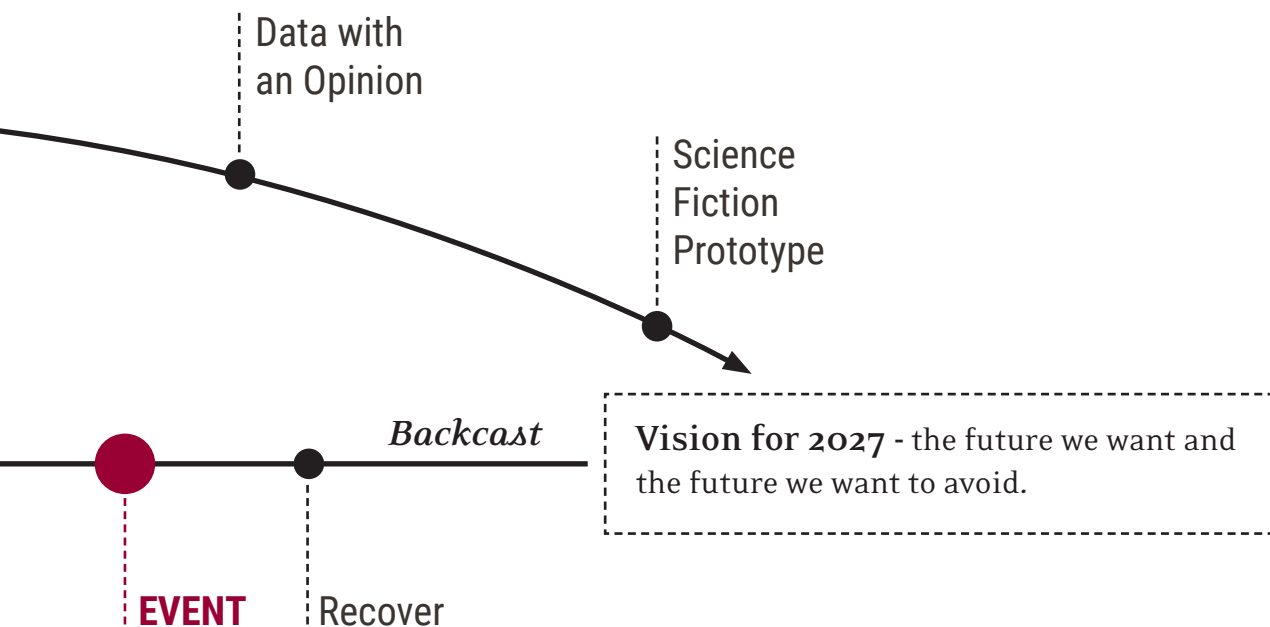 Data with
an Opinion
Science
Fiction
Prototype
Backcast
Vision for 2027 - the future we want and
the future we want to avoid.
EVENT
Recover